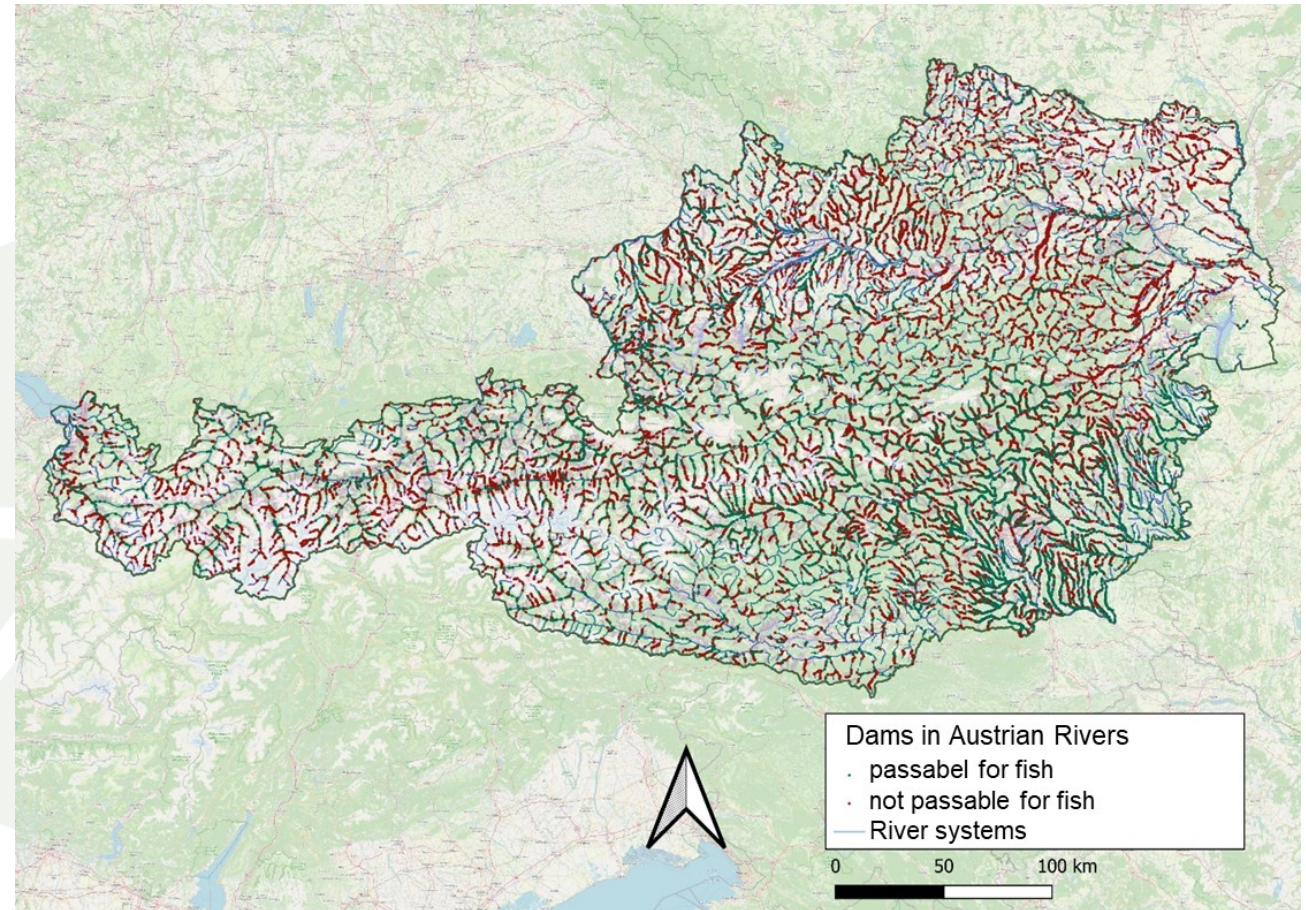 Dams in Austrian Rivers
passabel for fish
not passable for fish
River systems
0 50 100 km